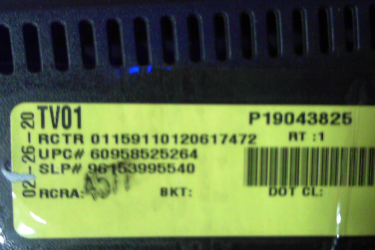 TV01
P19043825
RCTR 01159110120617472
RT :1
UPC# 60958525264
SLP# 96153995540
RCRA:
BKT:
DOT CL:
02-26-20